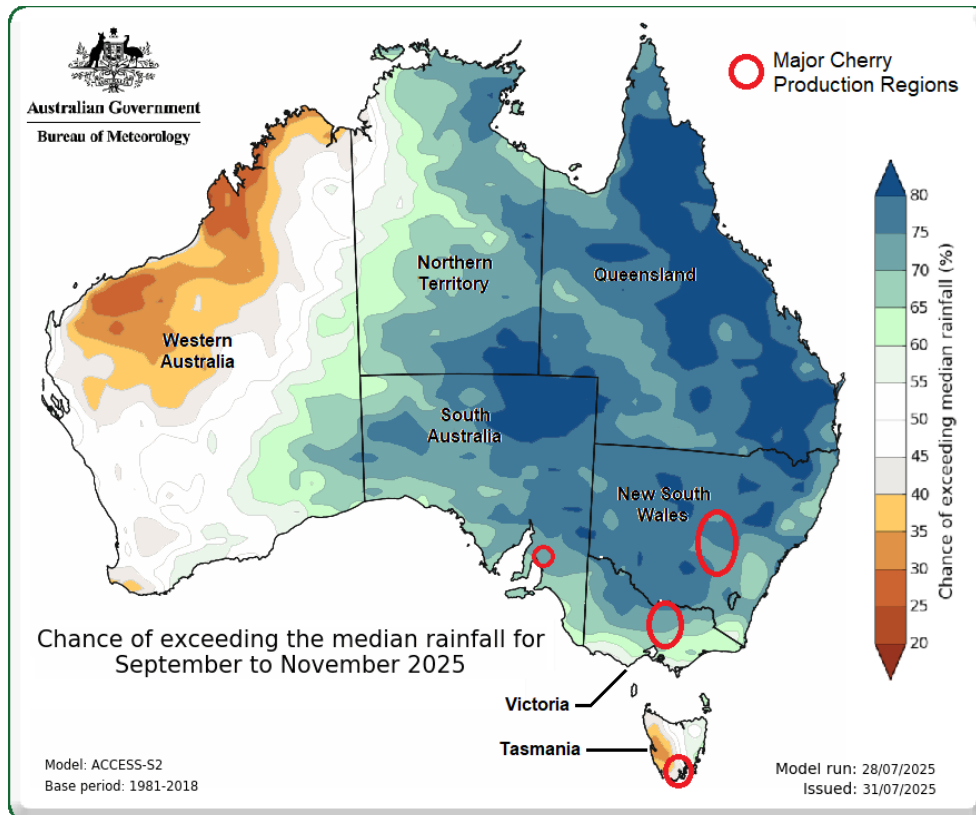 Australian Government
Bureau of Meteorology
Major Cherry
Production Regions
Northern
Territory
Queensland
Western
Australia
South
Australia
New South
Wales
80
75
70
65
60
55
50
45
40
35
30
25
20
Chance of exceeding median rainfall (%)
Chance of exceeding the median rainfall for
September to November 2025
Victoria
Tasmania
Model: ACCESS-S2
Base period: 1981-2018
Model run: 28/07/2025
Issued: 31/07/2025